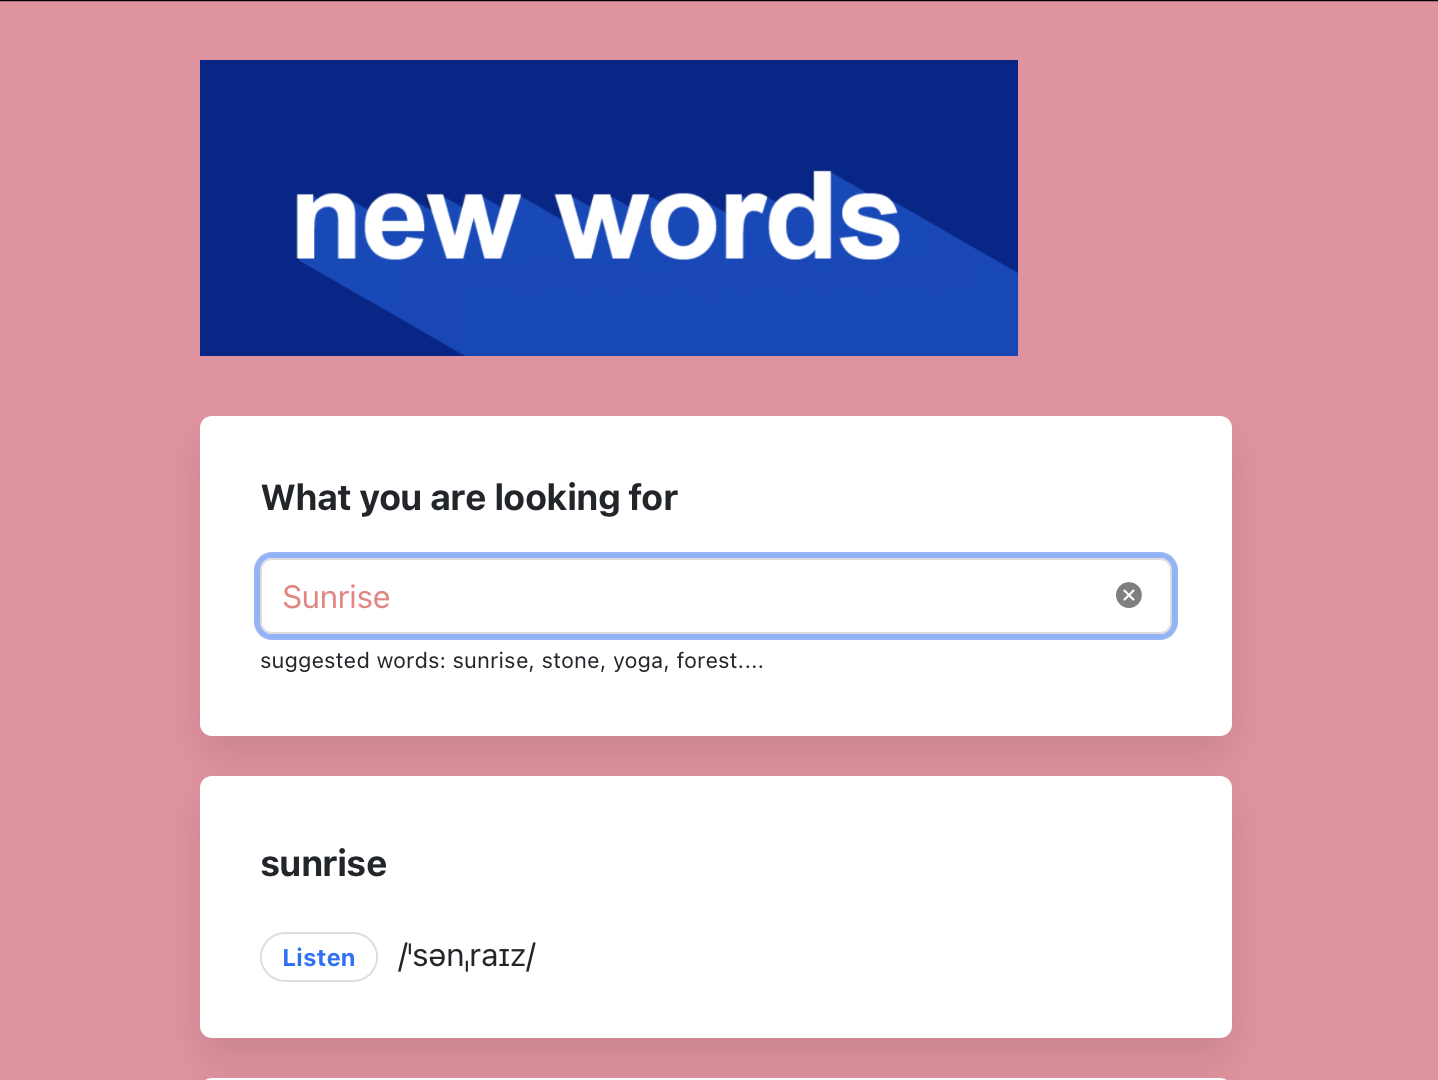 new words
What you are looking for
Sunrise
suggested words: sunrise, stone, yoga, forest....
sunrise
Listen /ˈsənˌraɪz/